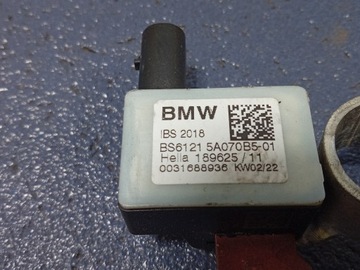 BMW
IBS 2018
BS6121 5A070B5-01
Hella 189625 / 11
0031688936 KW02/22